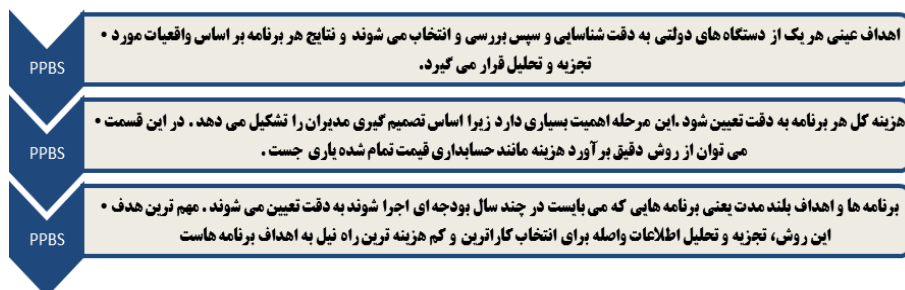 • اهداف عینی هر یک از دستگاه های دولتی به دقت شناسایی و سپس بررسی و انتخاب می شوند و نتایج هر برنامه بر اساس واقعیات مورد
تجزیه و تحلیل قرار می گیرد.
PPBS
• هزینه کل هر برنامه به دقت تعیین شود .این مرحله اهمیت بسیاری دارد زیرا اساس تصمیم گیری مدیران را تشکیل می دهد . در این قسمت
می توان از روش دقیق برآورد هزینه مانند حسابداری قیمت تمام شده یاری جست .
PPBS
• برنامه ها و اهداف بلند مدت یعنی برنامه هایی که می بایست در چند سال بودجه ای اجرا شوند به دقت تعیین می شوند . مهم ترین هدف
این روش، تجزیه و تحلیل اطلاعات واصله برای انتخاب کاراترین و کم هزینه ترین راه نیل به اهداف برنامه هاست
PPBS